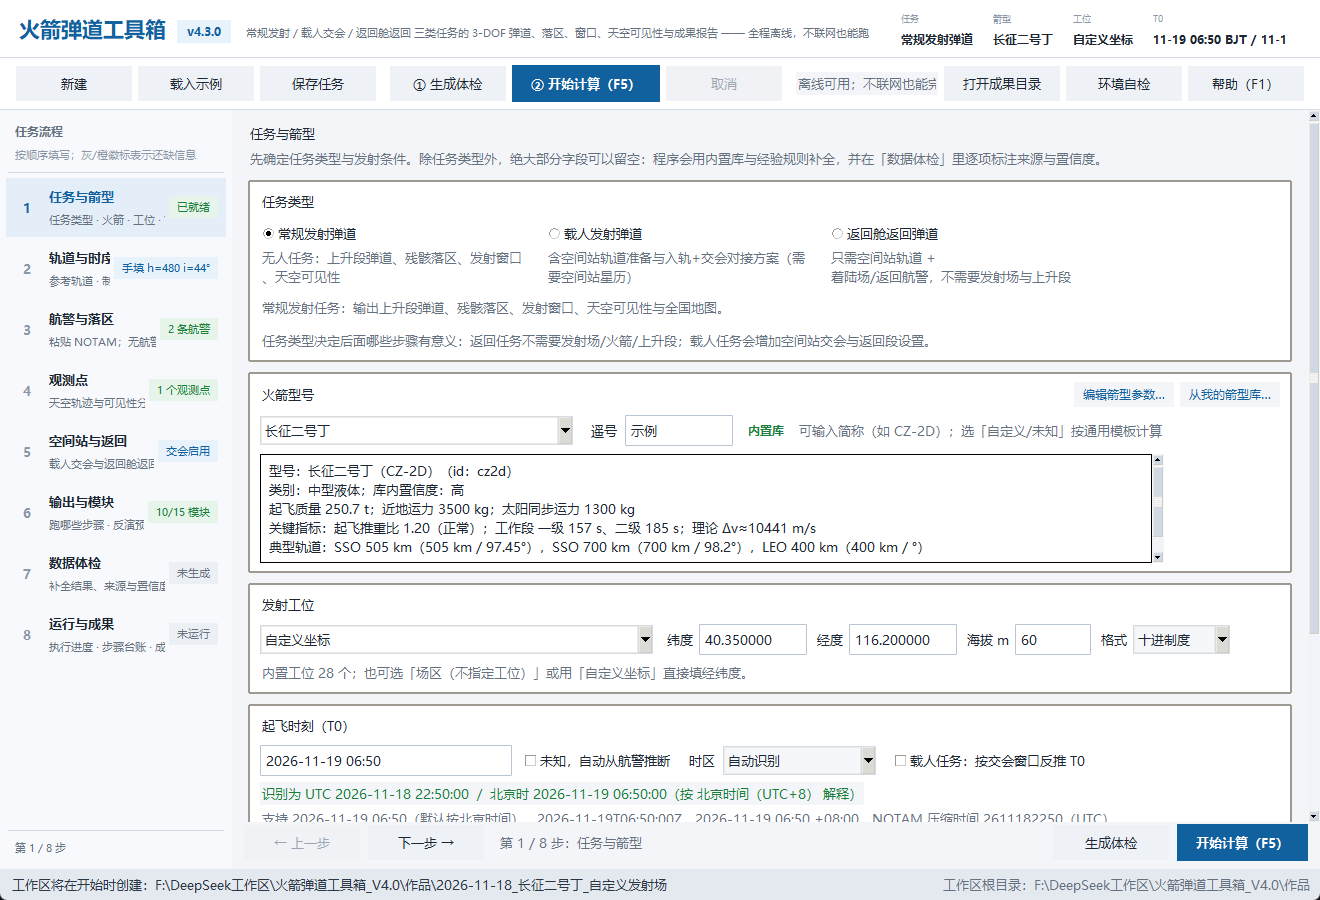 火箭弹道工具箱 v4.3.0 常规发射 / 载人交会 / 返回舱返回 三类任务的 3-DOF 弹道、落区、窗口、天空可见性与成果报告 —— 全程离线，不联网也能跑
任务 箭型 工位 T0
常规发射弹道 长征二号丁 自定义坐标 11-19 06:50 BJT / 11-1
新建 载入示例 保存任务 ① 生成体检 ② 开始计算（F5） 取消 离线可用；不联网也能完 打开成果目录 环境自检 帮助（F1）
任务流程
按顺序填写；灰/橙徽标表示还缺信息
1 任务与箭型 已就绪
任务类型 · 火箭 · 工位 ·
2 轨道与时序 手填 h=480 i=44°
参考轨道 · 制
3 航警与落区 2 条航警
粘贴 NOTAM；无航警
4 观测点 1 个观测点
天空轨迹与可见性分
5 空间站与返回 交会启用
载人交会与返回舱返回
6 输出与模块 10/15 模块
跑哪些步骤 · 反演预
7 数据体检 未生成
补全结果、来源与置信度
8 运行与成果 未运行
执行进度 · 步骤台账 · 成
第 1 / 8 步
任务与箭型
先确定任务类型与发射条件。除任务类型外，绝大部分字段可以留空：程序会用内置库与经验规则补全，并在「数据体检」里逐项标注来源与置信度。
任务类型
常规发射弹道 载人发射弹道 返回舱返回弹道
无人任务：上升段弹道、残骸落区、发射窗口 含空间站轨道准备与入轨+交会对接方案（需 只需空间站轨道 +
、天空可见性 要空间站星历） 着陆场/返回航警，不需要发射场与上升段
常规发射任务：输出上升段弹道、残骸落区、发射窗口、天空可见性与全国地图。
任务类型决定后面哪些步骤有意义：返回任务不需要发射场/火箭/上升段；载人任务会增加空间站交会与返回段设置。
火箭型号 编辑箭型参数... 从我的箭型库...
长征二号丁 遥号 示例 内置库 可输入简称（如 CZ-2D）；选「自定义/未知」按通用模板计算
型号：长征二号丁（CZ-2D）（id：cz2d）
类别：中型液体；库内置信度：高
起飞质量 250.7 t；近地运力 3500 kg；太阳同步运力 1300 kg
关键指标：起飞推重比 1.20（正常）；工作段 一级 157 s、二级 185 s；理论 Δv≈10441 m/s
典型轨道：SSO 505 km（505 km / 97.45°）, SSO 700 km（700 km / 98.2°）, LEO 400 km（400 km / °）
发射工位
自定义坐标 纬度 40.350000 经度 116.200000 海拔 m 60 格式 十进制度
内置工位 28 个；也可选「场区（不指定工位）」或用「自定义坐标」直接填经纬度。
起飞时刻（T0）
2026-11-19 06:50 未知，自动从航警推断 时区 自动识别 载人任务：按交会窗口反推 T0
识别为 UTC 2026-11-18 22:50:00 / 北京时 2026-11-19 06:50:00（按 北京时间（UTC+8） 解释）
支持 2026-11-19 06:50（默认按北京时间）、2026-11-19T06:50:00Z、2026-11-19 06:50 +08:00、NOTAM 压缩时间 2611182250（UTC）
← 上一步 下一步 → 第 1 / 8 步：任务与箭型 生成体检 开始计算（F5）
工作区将在开始时创建：F:\DeepSeek工作区\火箭弹道工具箱_V4.0\作品\2026-11-18_长征二号丁_自定义发射场 工作区根目录：F:\DeepSeek工作区\火箭弹道工具箱_V4.0\作品